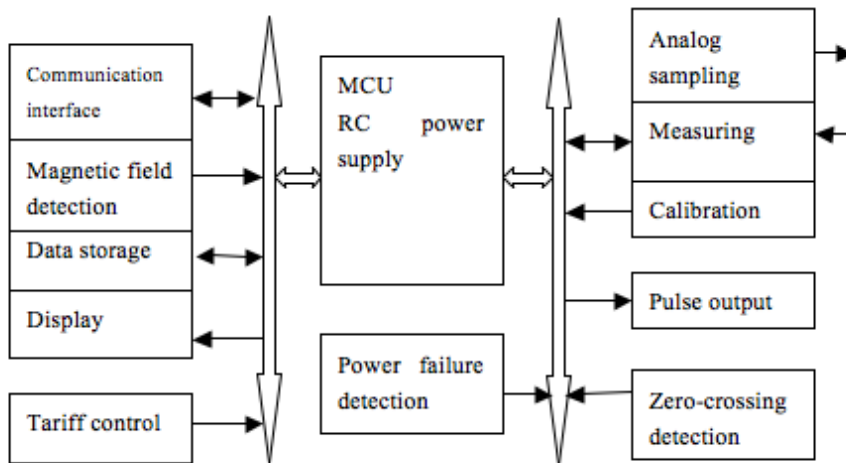 Communication
interface
Magnetic field
detection
Data storage
Display
Tariff control
MCU
RC power
supply
Power failure
detection
Analog
sampling
Measuring
Calibration
Pulse output
Zero-crossing
detection